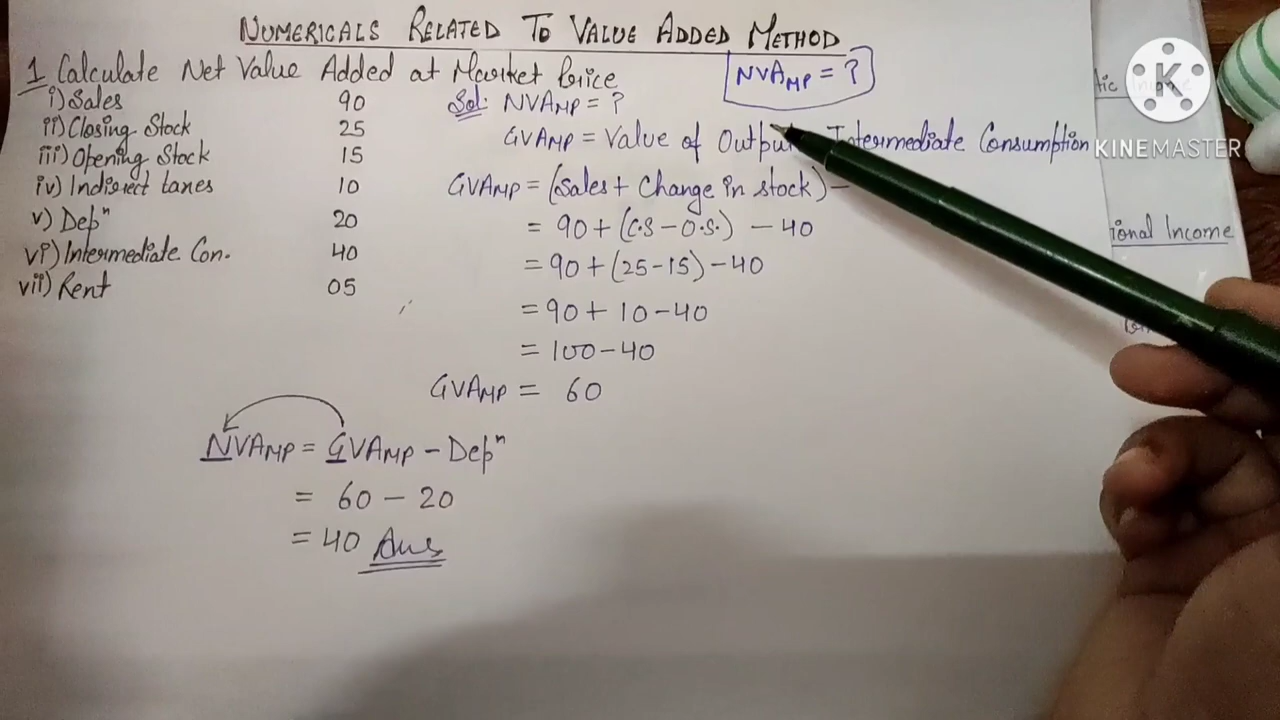 NUMERICALS RELATED TO VALUE ADDED METHOD
1 Calculate Net Value Added at Market Price
NVAMP = ?
i) Sales 90
ii) Closing Stock 25
iii) Opening Stock 15
iv) Indirect taxes 10
v) Depn 20
vi) Intermediate Con. 40
vii) Rent 05
Sol: NVAMP = ?
GVAMP = Value of Output Intermediate Consumption
GVAMP = (Sales + Change in stock) -
= 90 + (C.S - O.S.) - 40
= 90 + (25 - 15) - 40
= 90 + 10 - 40
= 100 - 40
GVAMP = 60
NVAMP = GVAMP - Depn
= 60 - 20
= 40 Ans
K
KINEMASTER
ional Income